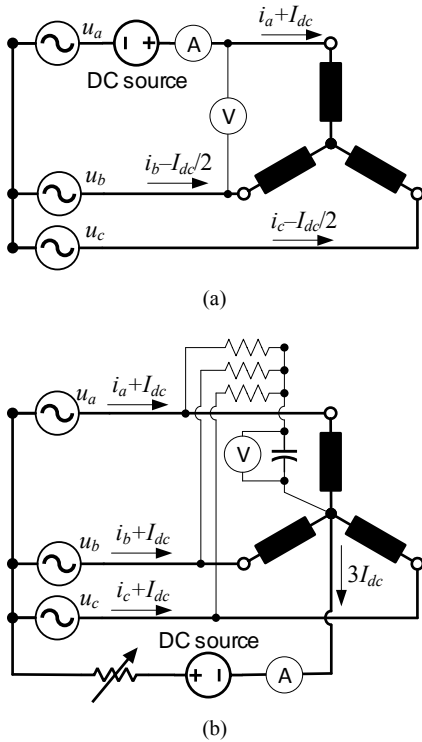 u_a
− +
A
i_a+I_dc
DC source
V
u_b
i_b−I_dc/2
u_c
i_c−I_dc/2
(a)
u_a
i_a+I_dc
V
u_b
i_b+I_dc
u_c
i_c+I_dc
3I_dc
DC source
+ −
A
(b)